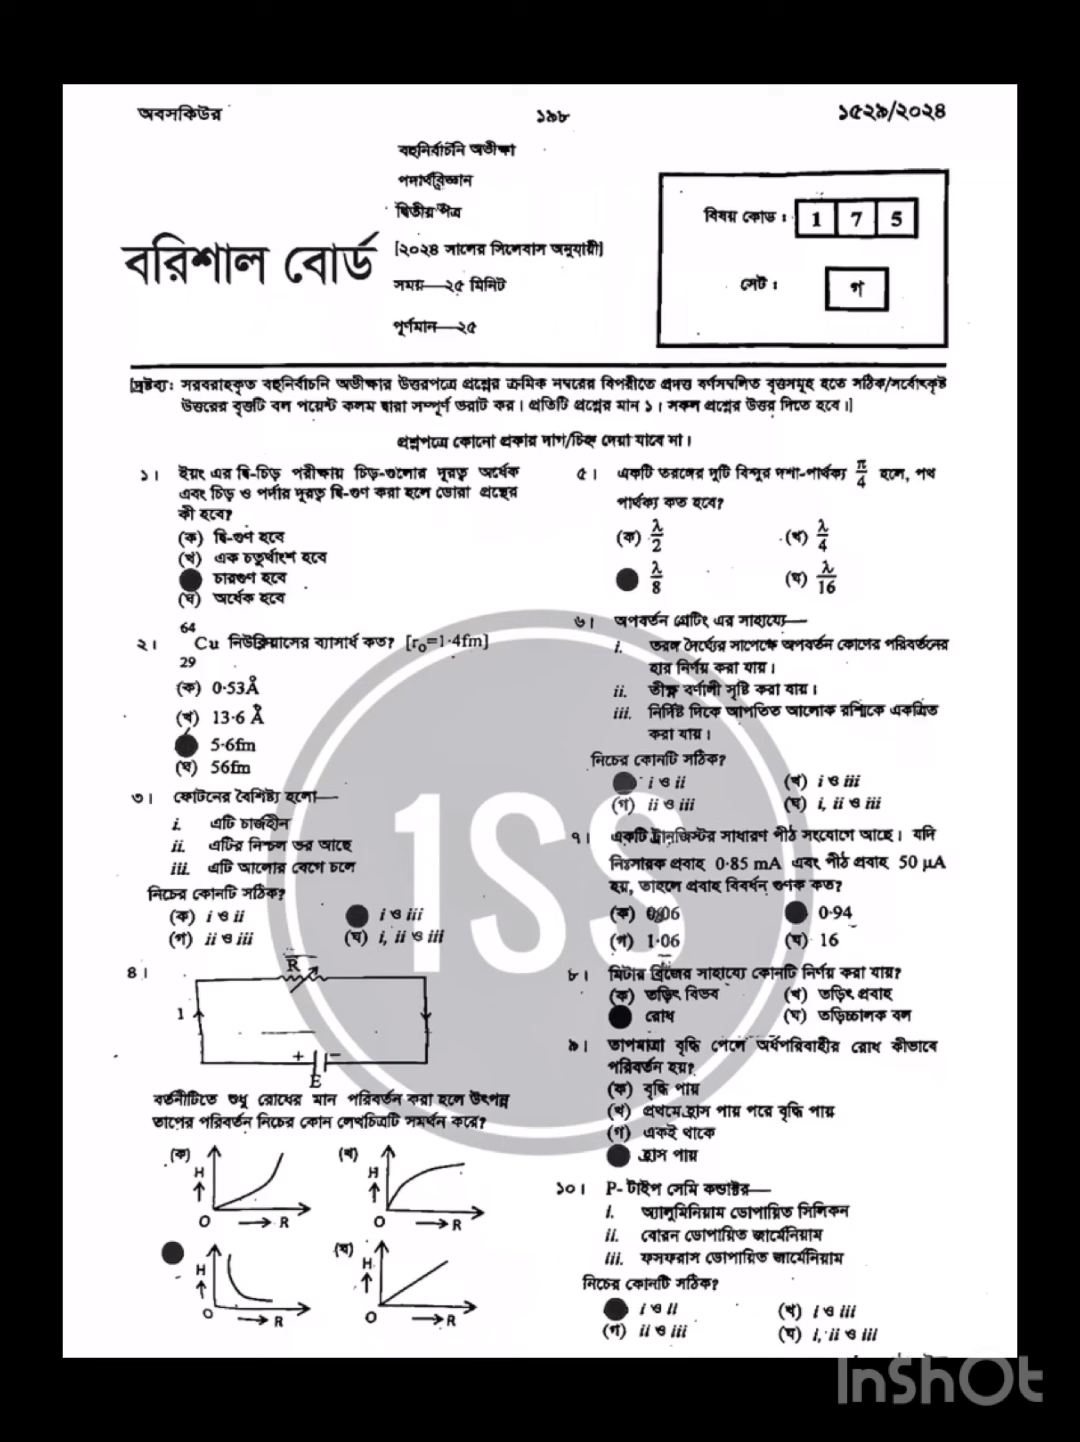 অবসকিউর
১৯৮
১৫২৯/২০২৪
বহুনির্বাচনি অভীক্ষা
পদার্থবিজ্ঞান
দ্বিতীয় পত্র
বরিশাল বোর্ড
[২০২৪ সালের সিলেবাস অনুযায়ী]
সময়—২৫ মিনিট
পূর্ণমান—২৫
বিষয় কোড : 1 7 5
সেট : গ
[দ্রষ্টব্য: সরবরাহকৃত বহুনির্বাচনি অভীক্ষার উত্তরপত্রে প্রশ্নের ক্রমিক নম্বরের বিপরীতে প্রদত্ত বর্ণসম্বলিত বৃত্তসমূহ হতে সঠিক/সর্বোৎকৃষ্ট
উত্তরের বৃত্তটি বল পয়েন্ট কলম দ্বারা সম্পূর্ণ ভরাট কর। প্রতিটি প্রশ্নের মান ১। সকল প্রশ্নের উত্তর দিতে হবে।]
প্রশ্নপত্রে কোনো প্রকার দাগ/চিহ্ন দেয়া যাবে না।
১। ইয়ং এর দ্বি-চিড় পরীক্ষায় চিড়-গুলোর দূরত্ব অর্ধেক
এবং চিড় ও পর্দার দূরত্ব দ্বি-গুণ করা হলে ডোরা প্রস্থের
কী হবে?
(ক) দ্বি-গুণ হবে
(খ) এক চতুর্থাংশ হবে
চারগুণ হবে
(ঘ) অর্ধেক হবে
২। 64 29 Cu নিউক্লিয়াসের ব্যাসার্ধ কত? [r₀=1·4fm]
(ক) 0·53Å
(খ) 13·6 Å
5·6fm
(ঘ) 56fm
৩। ফোটনের বৈশিষ্ট্য হলো—
i. এটি চার্জহীন
ii. এটির নিশ্চল ভর আছে
iii. এটি আলোর বেগে চলে
নিচের কোনটি সঠিক?
(ক) i ও ii
i ও iii
(গ) ii ও iii
(ঘ) i, ii ও iii
৪।
R
1
+ −
E
বর্তনীটিতে শুধু রোধের মান পরিবর্তন করা হলে উৎপন্ন
তাপের পরিবর্তন নিচের কোন লেখচিত্রটি সমর্থন করে?
(ক) H O R
(খ) H O R
H O R
(ঘ) H O R
৫। একটি তরঙ্গের দুটি বিন্দুর দশা-পার্থক্য π/4 হলে, পথ
পার্থক্য কত হবে?
(ক) λ/2
(খ) λ/4
λ/8
(ঘ) λ/16
৬। অপবর্তন গ্রেটিং এর সাহায্যে—
i. তরঙ্গ দৈর্ঘ্যের সাপেক্ষে অপবর্তন কোণের পরিবর্তনের
হার নির্ণয় করা যায়।
ii. তীক্ষ্ণ বর্ণালী সৃষ্টি করা যায়।
iii. নির্দিষ্ট দিকে আপতিত আলোক রশ্মিকে একত্রিত
করা যায়।
নিচের কোনটি সঠিক?
i ও ii
(খ) i ও iii
(গ) ii ও iii
(ঘ) i, ii ও iii
৭। একটি ট্রানজিস্টর সাধারণ পীঠ সংযোগে আছে। যদি
নিঃসারক প্রবাহ 0·85 mA এবং পীঠ প্রবাহ 50 µA
হয়, তাহলে প্রবাহ বিবর্ধন গুণক কত?
(ক) 0·06
0·94
(গ) 1·06
(ঘ) 16
৮। মিটার ব্রিজের সাহায্যে কোনটি নির্ণয় করা যায়?
(ক) তড়িৎ বিভব
(খ) তড়িৎ প্রবাহ
রোধ
(ঘ) তড়িচ্চালক বল
৯। তাপমাত্রা বৃদ্ধি পেলে অর্ধপরিবাহীর রোধ কীভাবে
পরিবর্তন হয়?
(ক) বৃদ্ধি পায়
(খ) প্রথমে হ্রাস পায় পরে বৃদ্ধি পায়
(গ) একই থাকে
হ্রাস পায়
১০। P- টাইপ সেমি কন্ডাক্টর—
i. অ্যালুমিনিয়াম ডোপায়িত সিলিকন
ii. বোরন ডোপায়িত জার্মেনিয়াম
iii. ফসফরাস ডোপায়িত জার্মেনিয়াম
নিচের কোনটি সঠিক?
i ও ii
(খ) i ও iii
(গ) ii ও iii
(ঘ) i, ii ও iii
1SS
InShOt